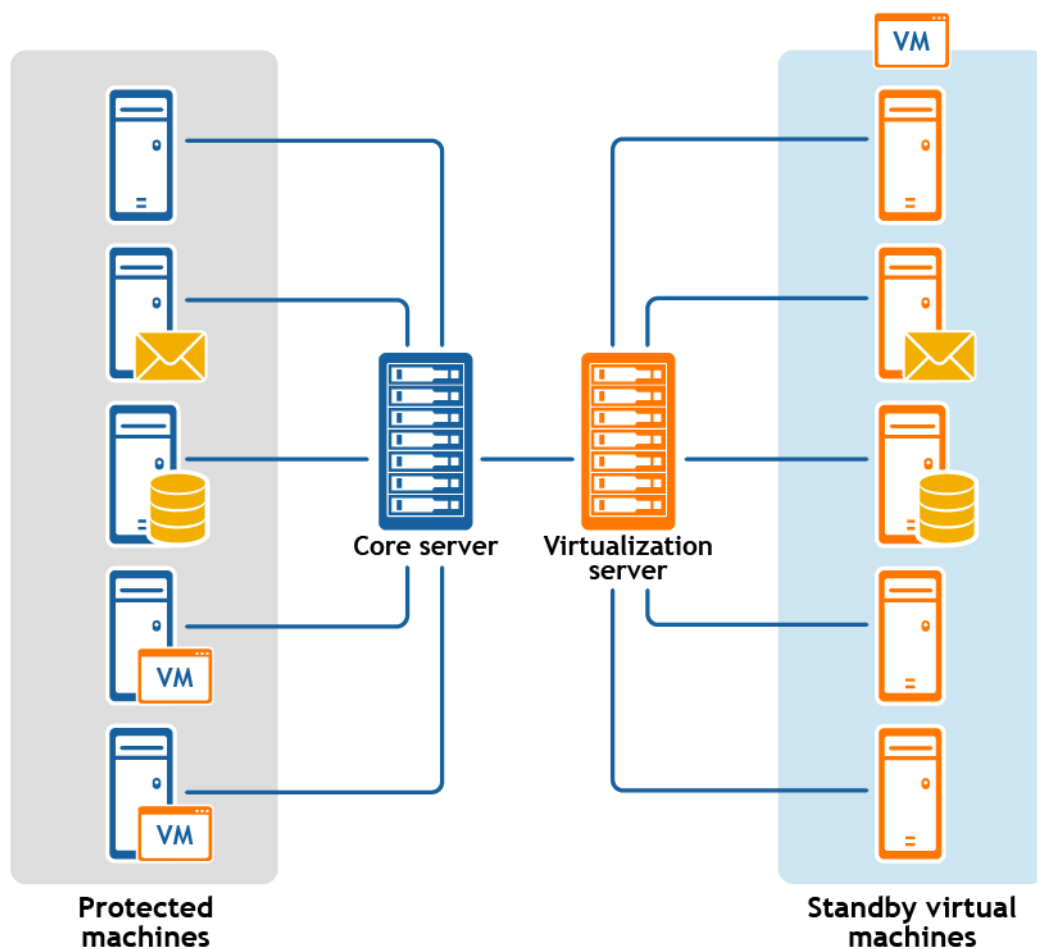 VM
Core server
Virtualization
server
VM
VM
Protected
machines
Standby virtual
machines